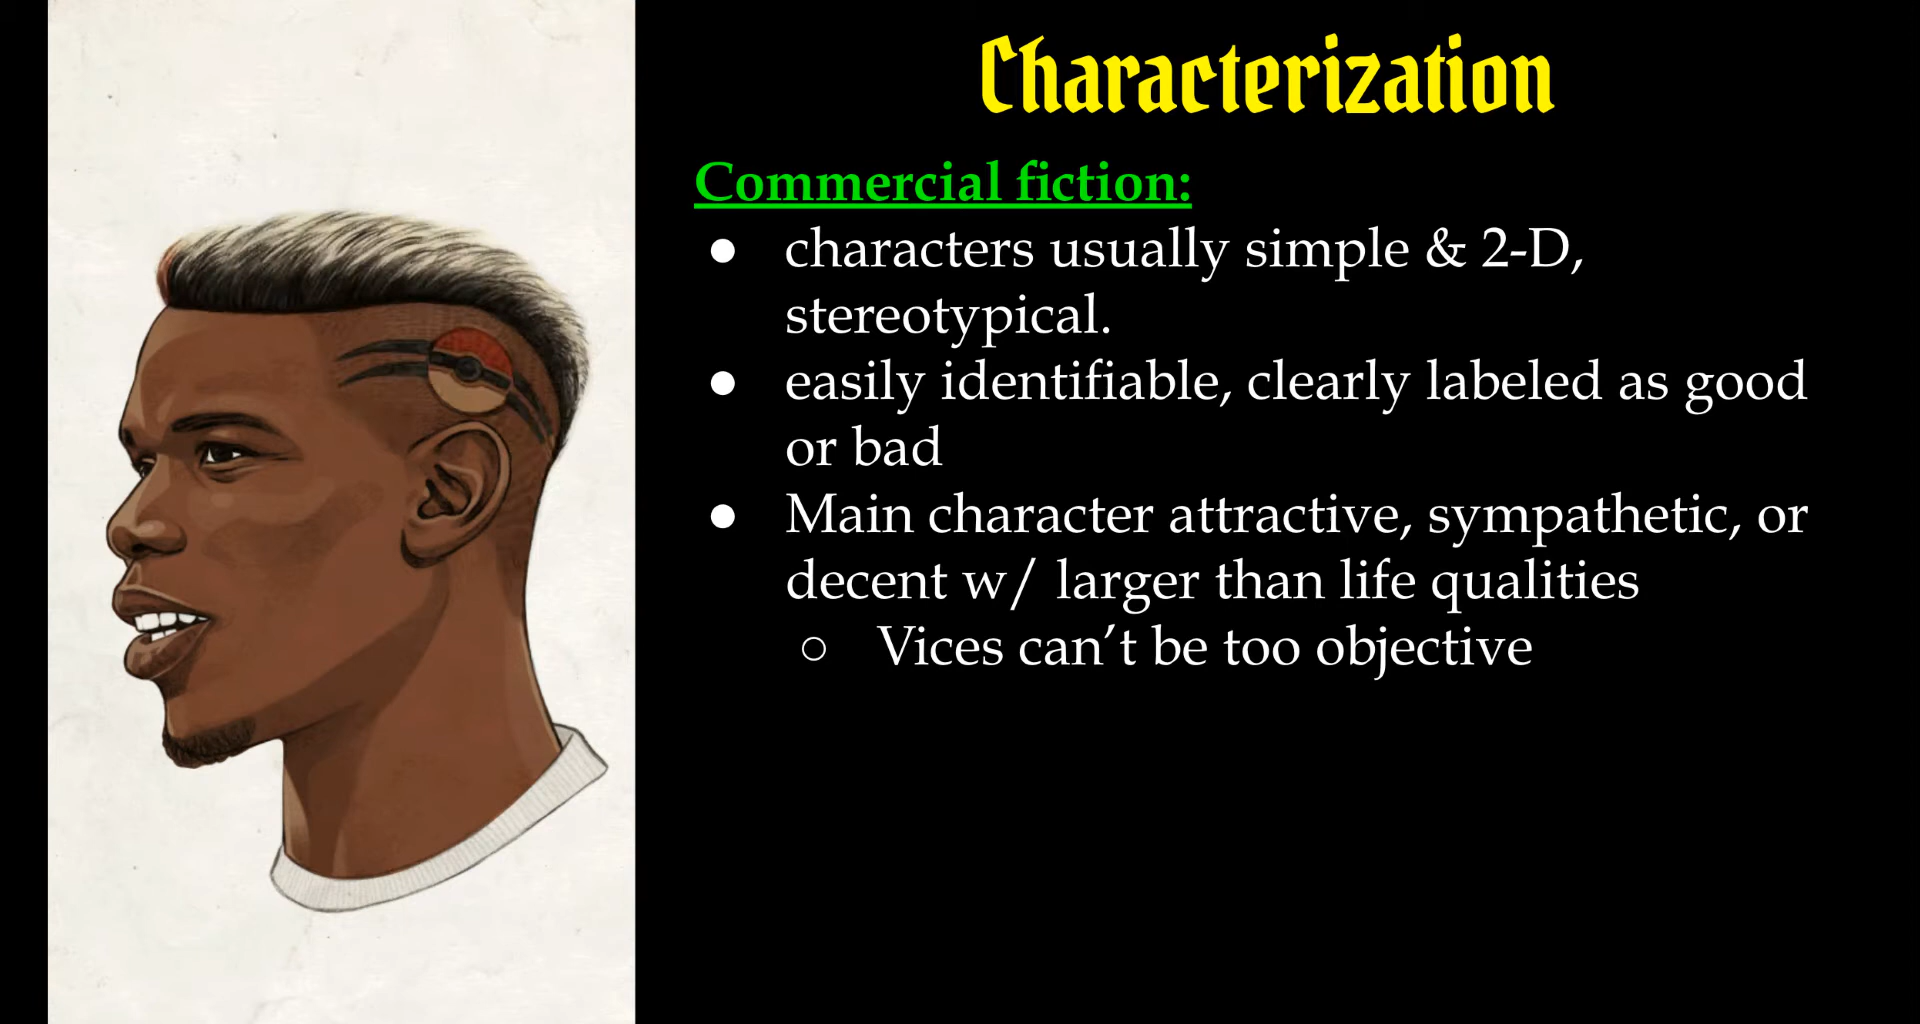 Characterization
Commercial fiction:
● characters usually simple & 2-D,
stereotypical.
● easily identifiable, clearly labeled as good
or bad
● Main character attractive, sympathetic, or
decent w/ larger than life qualities
○ Vices can’t be too objective